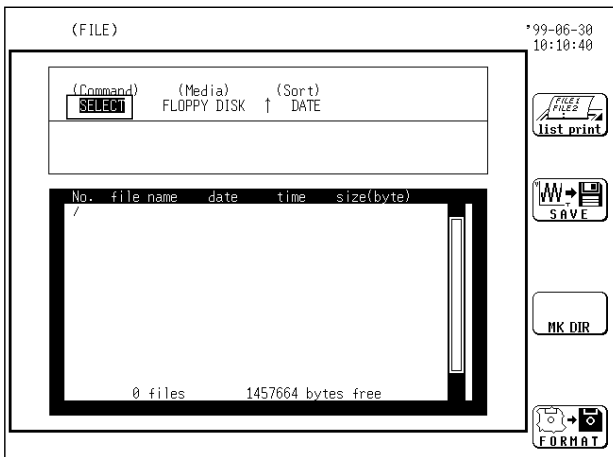 (FILE)
'99-06-30
10:10:40
(Command) (Media) (Sort)
SELECT FLOPPY DISK ↑ DATE
FILE1
FILE2
list print
No. file name date time size(byte)
/
SAVE
MK DIR
0 files 1457664 bytes free
FORMAT